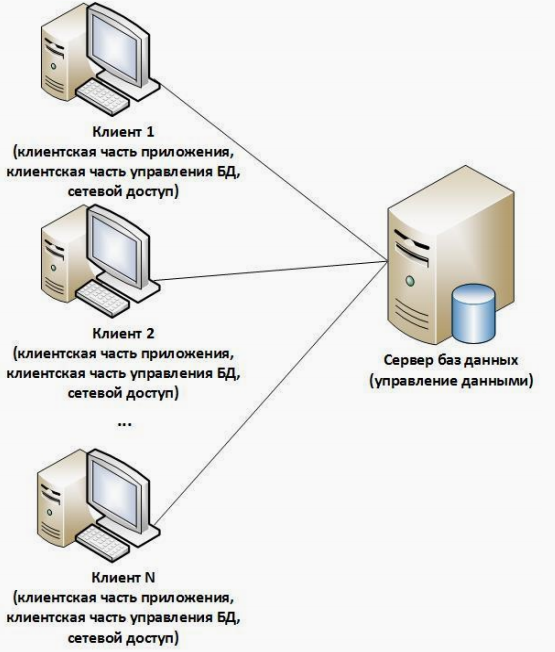 Клиент 1
(клиентская часть приложения,
клиентская часть управления БД,
сетевой доступ)
Клиент 2
(клиентская часть приложения,
клиентская часть управления БД,
сетевой доступ)
...
Клиент N
(клиентская часть приложения,
клиентская часть управления БД,
сетевой доступ)
Сервер баз данных
(управление данными)